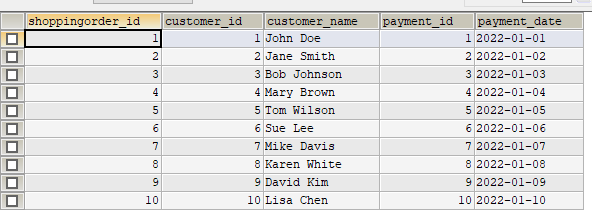 shoppingorder_id customer_id customer_name payment_id payment_date
1 1 John Doe 1 2022-01-01
2 2 Jane Smith 2 2022-01-02
3 3 Bob Johnson 3 2022-01-03
4 4 Mary Brown 4 2022-01-04
5 5 Tom Wilson 5 2022-01-05
6 6 Sue Lee 6 2022-01-06
7 7 Mike Davis 7 2022-01-07
8 8 Karen White 8 2022-01-08
9 9 David Kim 9 2022-01-09
10 10 Lisa Chen 10 2022-01-10